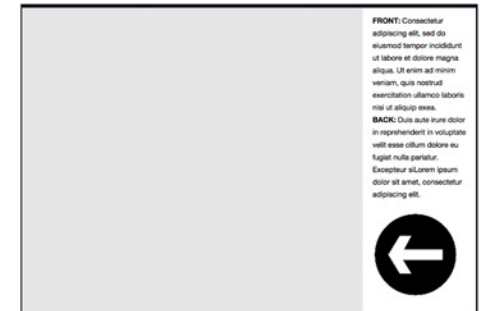 FRONT: Consectetur
adipiscing elit, sed do
eiusmod tempor incididunt
ut labore et dolore magna
aliqua. Ut enim ad minim
veniam, quis nostrud
exercitation ullamco laboris
nisi ut aliquip exea.
BACK: Duis aute irure dolor
in reprehenderit in voluptate
velit esse cillum dolore eu
fugiat nulla pariatur.
Excepteur siLorem ipsum
dolor sit amet, consectetur
adipiscing elit.